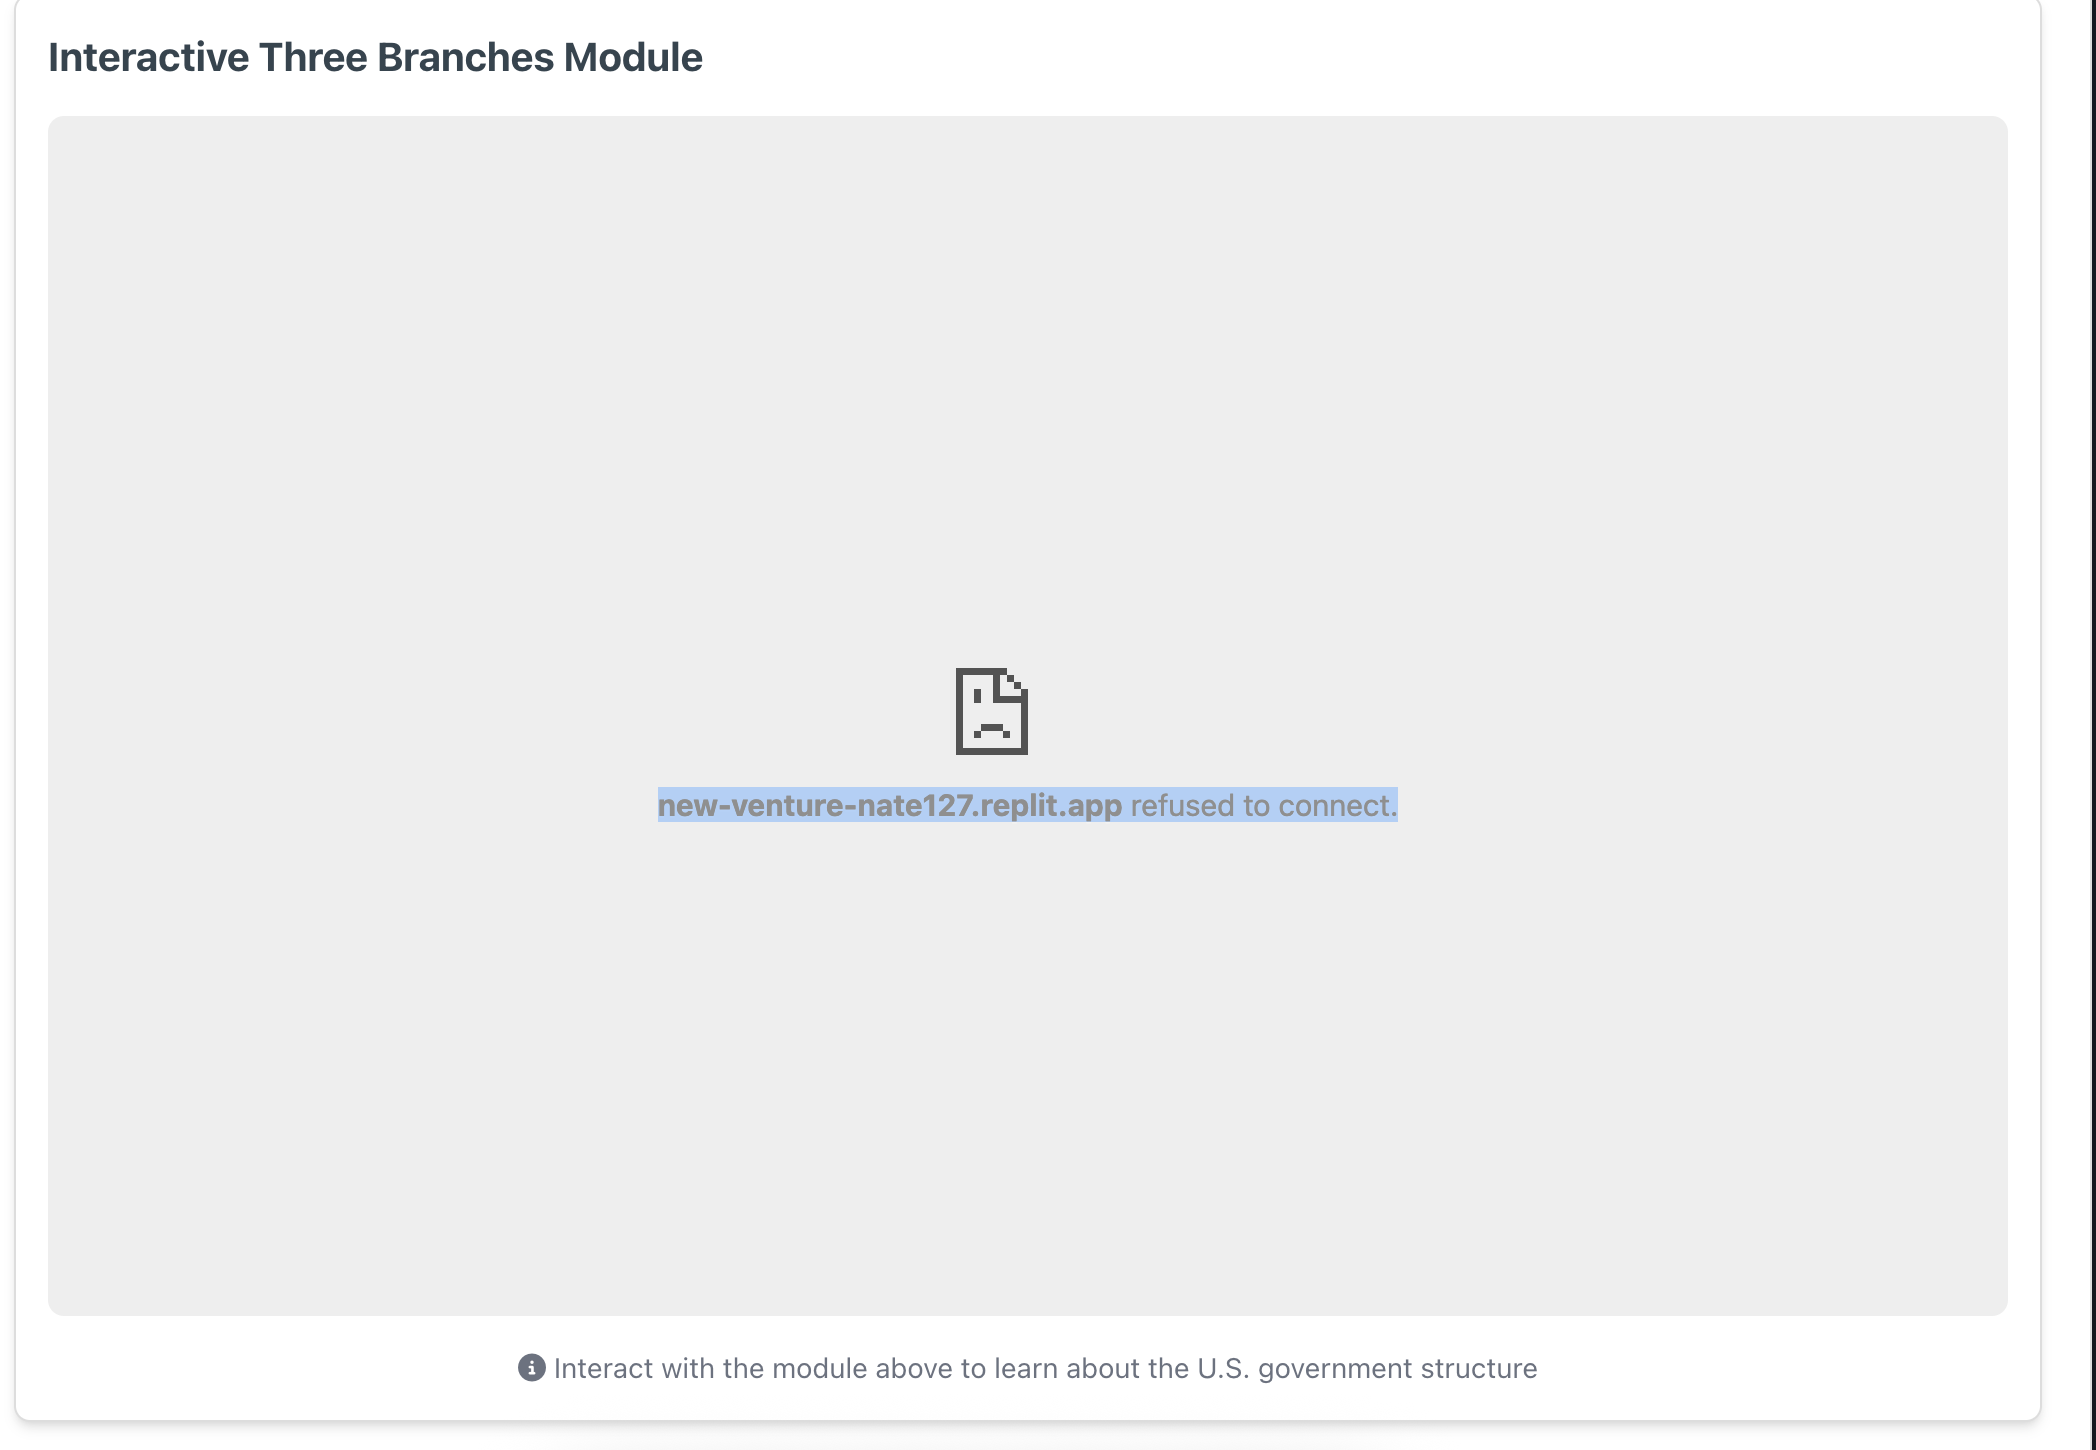 Interactive Three Branches Module
new-venture-nate127.replit.app refused to connect.
Interact with the module above to learn about the U.S. government structure